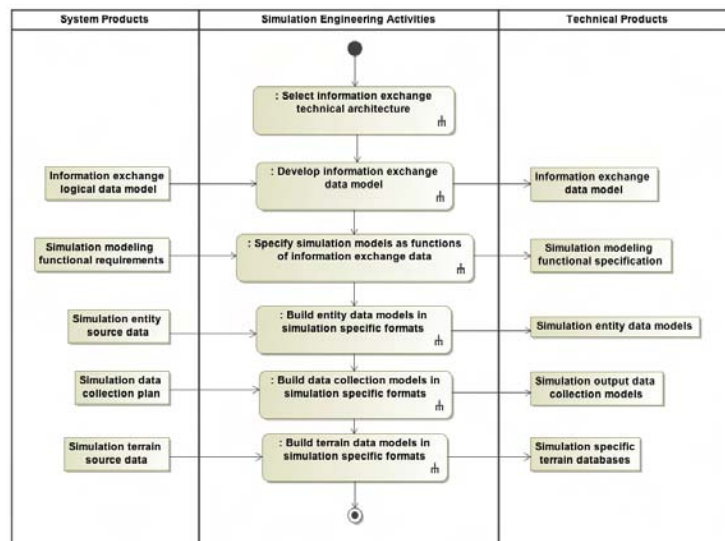 System Products
Simulation Engineering Activities
Technical Products
: Select information exchange
technical architecture
Information exchange
logical data model
: Develop information exchange
data model
Information exchange
data model
Simulation modeling
functional requirements
: Specify simulation models as functions
of information exchange data
Simulation modeling
functional specification
Simulation entity
source data
: Build entity data models in
simulation specific formats
Simulation entity data models
Simulation data
collection plan
: Build data collection models in
simulation specific formats
Simulation output data
collection models
Simulation terrain
source data
: Build terrain data models in
simulation specific formats
Simulation specific
terrain databases